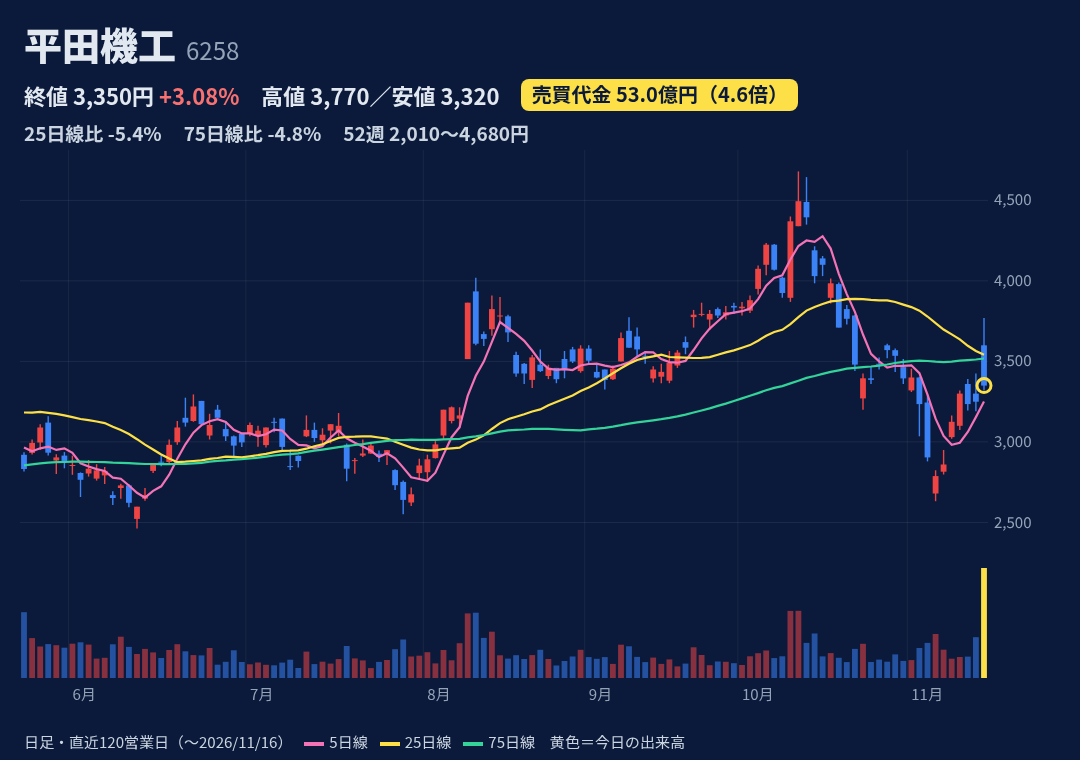 平田機工 6258
終値 3,350円 +3.08% 高値 3,770／安値 3,320 売買代金 53.0億円（4.6倍）
25日線比 -5.4% 75日線比 -4.8% 52週 2,010〜4,680円
4,500
4,000
3,500
3,000
2,500
6月 7月 8月 9月 10月 11月
日足・直近120営業日（〜2026/11/16） 5日線 25日線 75日線 黄色＝今日の出来高